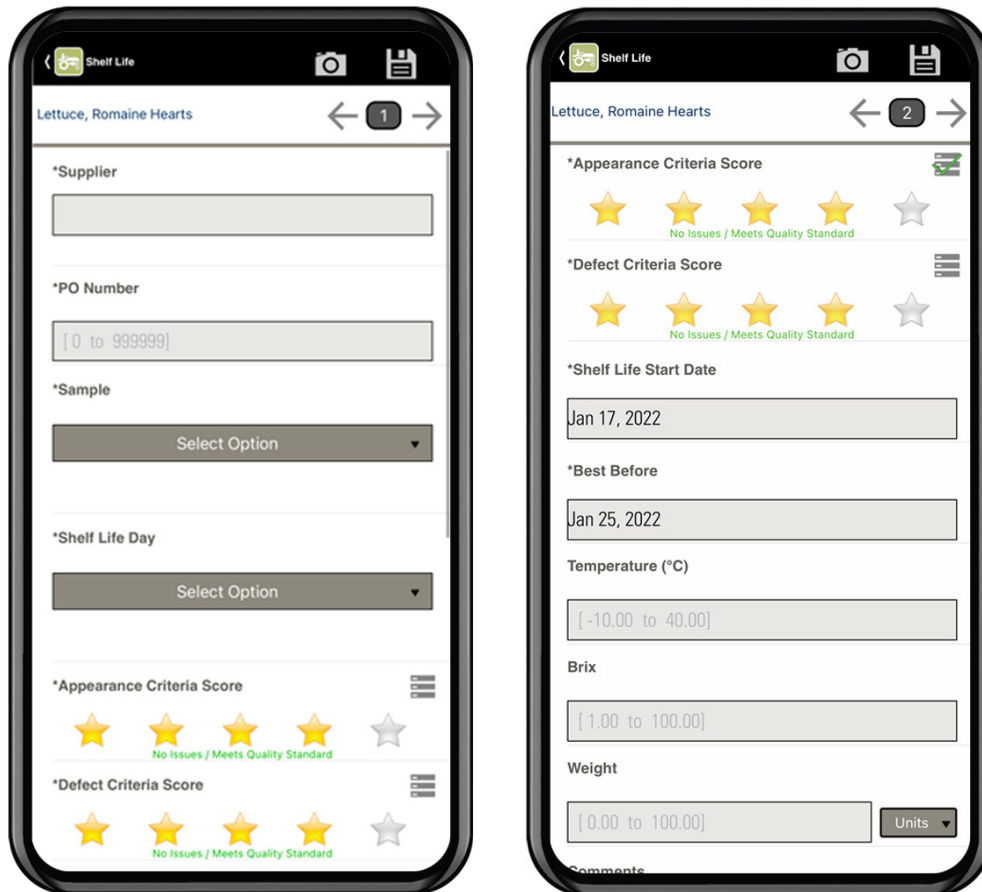 Shelf Life
Lettuce, Romaine Hearts
1
*Supplier
*PO Number
[ 0 to 999999]
*Sample
Select Option
*Shelf Life Day
Select Option
*Appearance Criteria Score
No Issues / Meets Quality Standard
*Defect Criteria Score
No Issues / Meets Quality Standard
Shelf Life
Lettuce, Romaine Hearts
2
*Appearance Criteria Score
No Issues / Meets Quality Standard
*Defect Criteria Score
No Issues / Meets Quality Standard
*Shelf Life Start Date
Jan 17, 2022
*Best Before
Jan 25, 2022
Temperature (°C)
[ -10.00 to 40.00]
Brix
[ 1.00 to 100.00]
Weight
[ 0.00 to 100.00]
Units
Comments